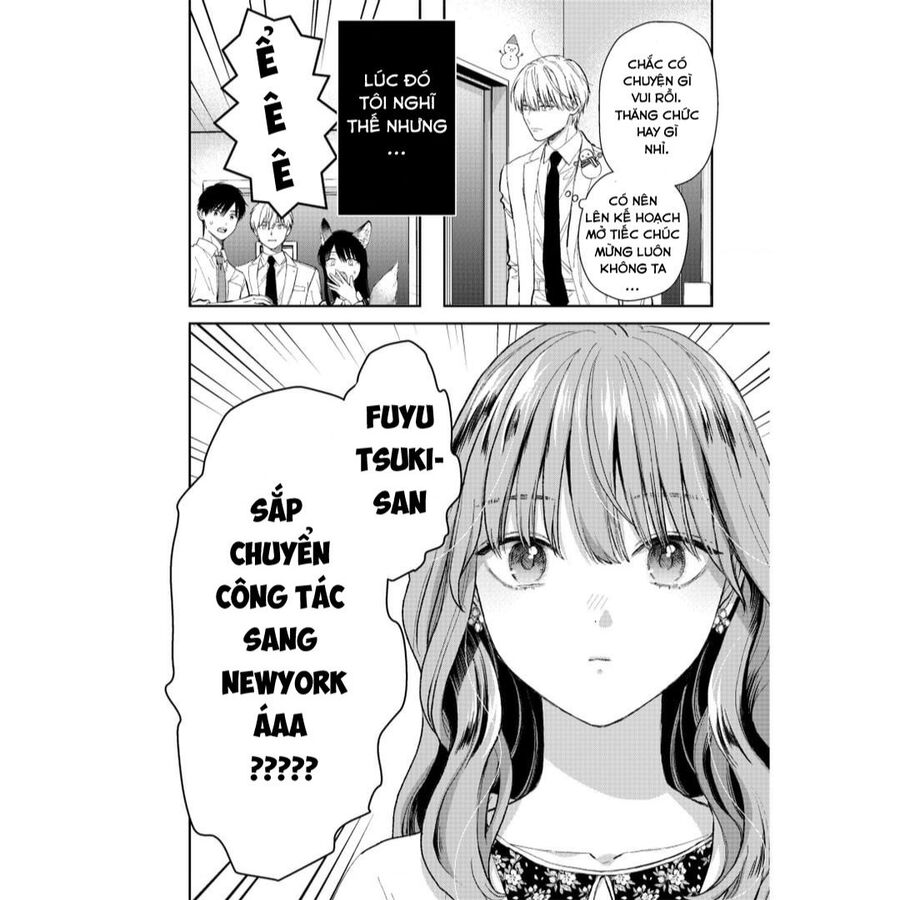 CHẮC CÓ
CHUYỆN GÌ
VUI RỒI.
THĂNG CHỨC
HAY GÌ
NHỈ.
CÓ NÊN
LÊN KẾ HOẠCH
MỞ TIỆC CHÚC
MỪNG LUÔN
KHÔNG TA
...
LÚC ĐÓ
TÔI NGHĨ
THẾ NHƯNG
...
Ể
Ê
Ê
FUYU
TSUKI-
SAN
SẮP
CHUYỂN
CÔNG TÁC
SANG
NEWYORK
ÁAA
?????